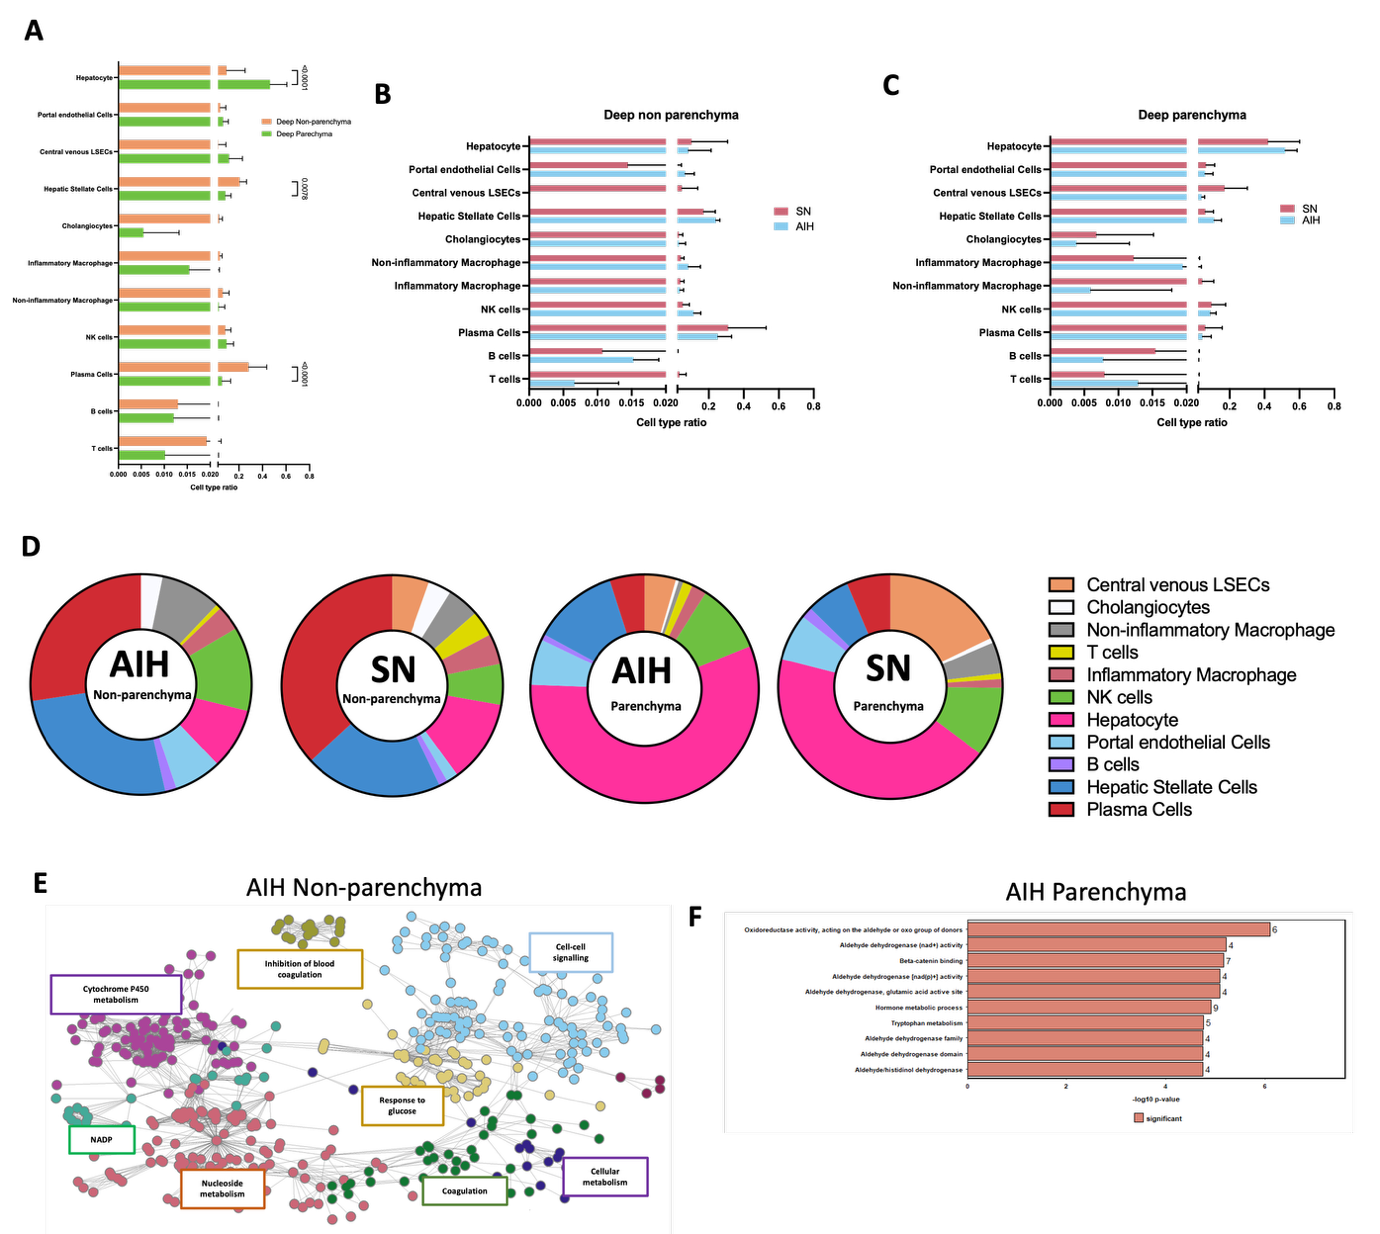 A
Hepatocyte
Portal endothelial Cells
Central venous LSECs
Hepatic Stellate Cells
Cholangiocytes
Inflammatory Macrophage
Non-inflammatory Macrophage
NK cells
Plasma Cells
B cells
T cells
<0.0001
0.0078
<0.0001
Deep Non-parenchyma
Deep Parechyma
0.000 0.005 0.010 0.015 0.020 0.2 0.4 0.6 0.8
Cell type ratio
B
Deep non parenchyma
Hepatocyte
Portal endothelial Cells
Central venous LSECs
Hepatic Stellate Cells
Cholangiocytes
Non-inflammatory Macrophage
Inflammatory Macrophage
NK cells
Plasma Cells
B cells
T cells
SN
AIH
0.000 0.005 0.010 0.015 0.020 0.2 0.4 0.6 0.8
Cell type ratio
C
Deep parenchyma
Hepatocyte
Portal endothelial Cells
Central venous LSECs
Hepatic Stellate Cells
Cholangiocytes
Inflammatory Macrophage
Non-inflammatory Macrophage
NK cells
Plasma Cells
B cells
T cells
SN
AIH
0.000 0.005 0.010 0.015 0.020 0.2 0.4 0.6 0.8
Cell type ratio
D
AIH
Non-parenchyma
SN
Non-parenchyma
AIH
Parenchyma
SN
Parenchyma
Central venous LSECs
Cholangiocytes
Non-inflammatory Macrophage
T cells
Inflammatory Macrophage
NK cells
Hepatocyte
Portal endothelial Cells
B cells
Hepatic Stellate Cells
Plasma Cells
E
AIH Non-parenchyma
Cell-cell
signalling
Inhibition of blood
coagulation
Cytochrome P450
metabolism
Response to
glucose
NADP
Nucleoside
metabolism
Coagulation
Cellular
metabolism
F
AIH Parenchyma
Oxidoreductase activity, acting on the aldehyde or oxo group of donors 6
Aldehyde dehydrogenase (nad+) activity 4
Beta-catenin binding 7
Aldehyde dehydrogenase [nad(p)+] activity 4
Aldehyde dehydrogenase, glutamic acid active site 4
Hormone metabolic process 9
Tryptophan metabolism 5
Aldehyde dehydrogenase family 4
Aldehyde dehydrogenase domain 4
Aldehyde/histidinol dehydrogenase 4
0 2 4 6
-log10 p-value
significant